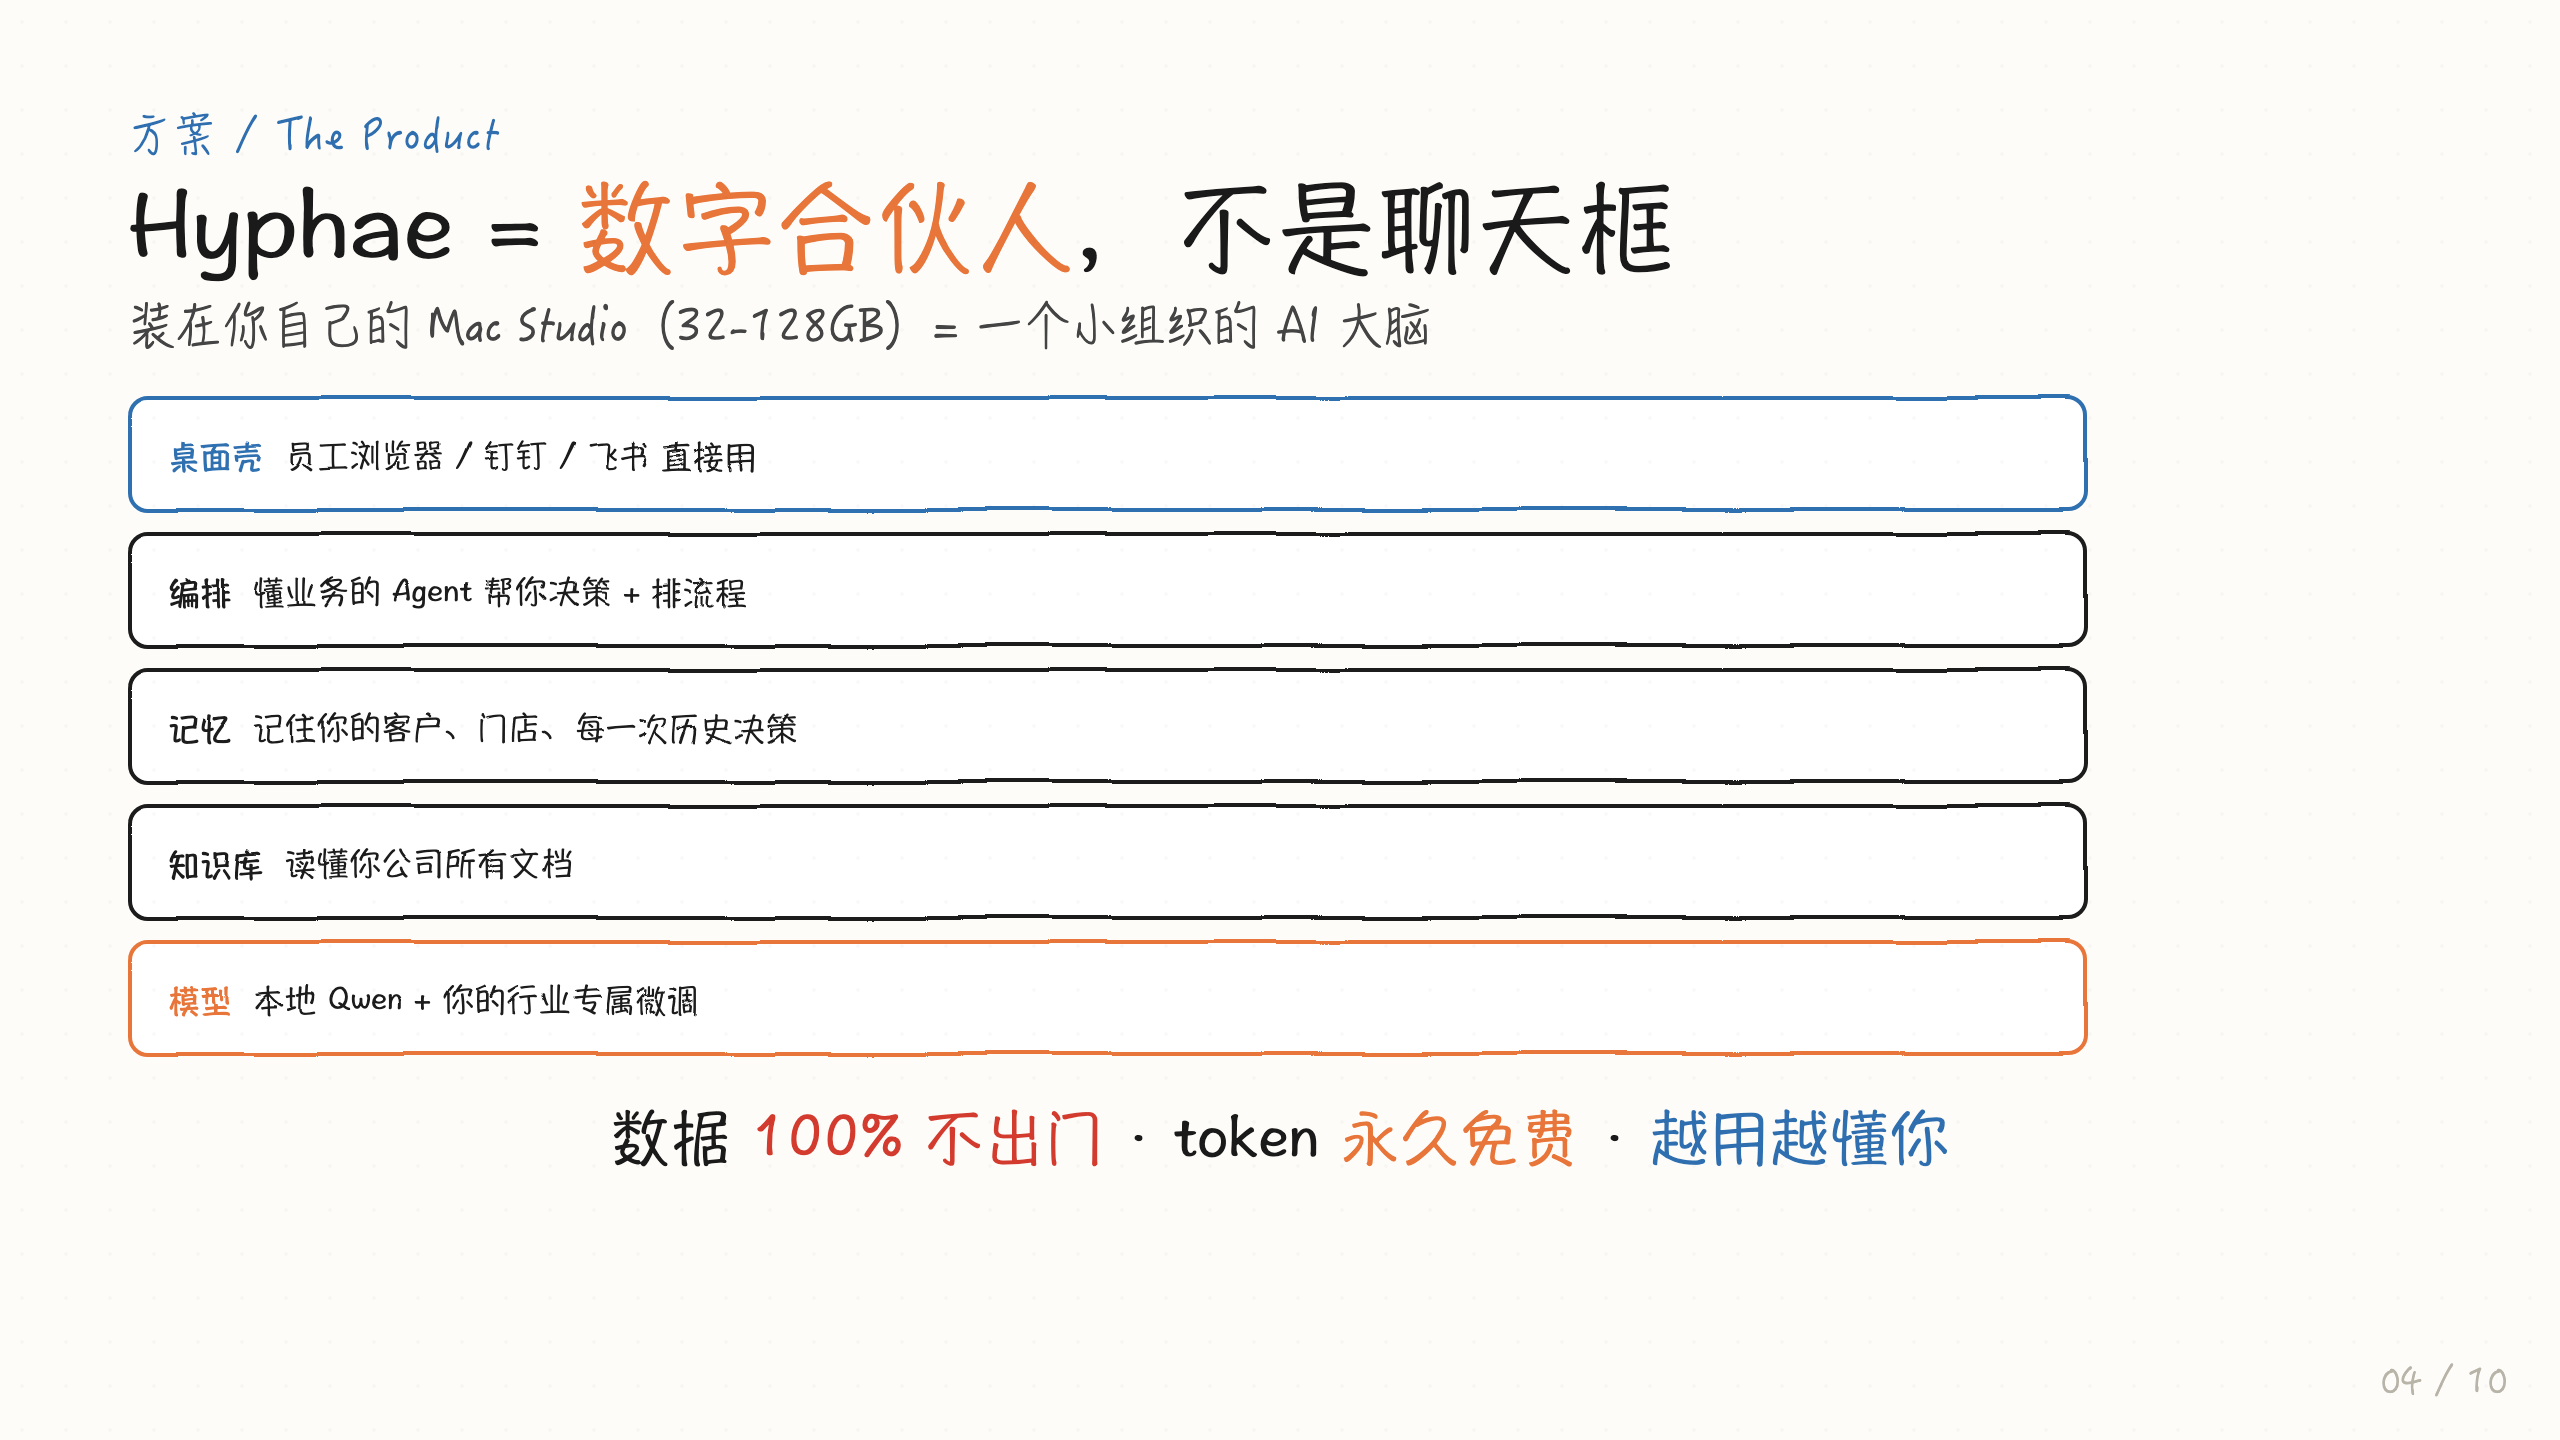 方案 / The Product
Hyphae = 数字合伙人，不是聊天框
装在你自己的 Mac Studio（32-128GB）= 一个小组织的 AI 大脑
桌面壳 员工浏览器 / 钉钉 / 飞书 直接用
编排 懂业务的 Agent 帮你决策 + 排流程
记忆 记住你的客户、门店、每一次历史决策
知识库 读懂你公司所有文档
模型 本地 Qwen + 你的行业专属微调
数据 100% 不出门 · token 永久免费 · 越用越懂你
04 / 10